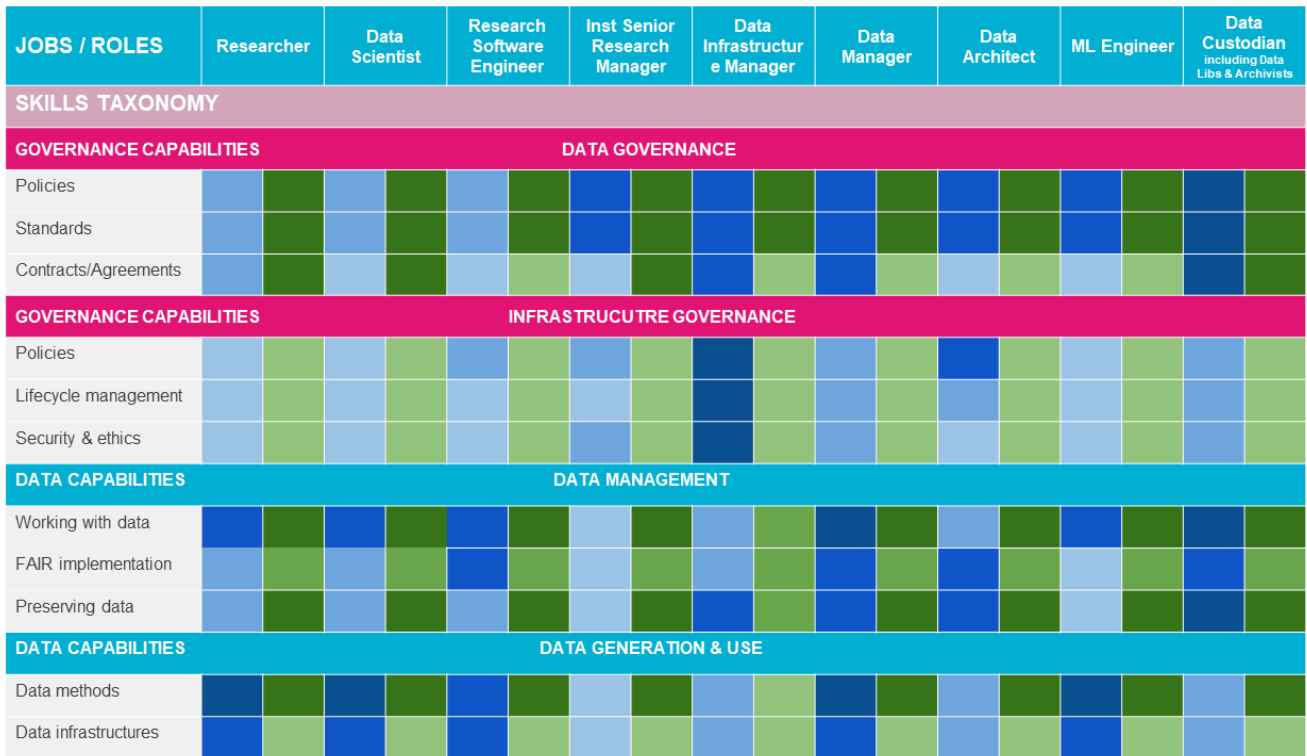 JOBS / ROLES
Researcher
Data
Scientist
Research
Software
Engineer
Inst Senior
Research
Manager
Data
Infrastructur
e Manager
Data
Manager
Data
Architect
ML Engineer
Data
Custodian
including Data
Libs & Archivists
SKILLS TAXONOMY
GOVERNANCE CAPABILITIES DATA GOVERNANCE
Policies
Standards
Contracts/Agreements
GOVERNANCE CAPABILITIES INFRASTRUCUTRE GOVERNANCE
Policies
Lifecycle management
Security & ethics
DATA CAPABILITIES DATA MANAGEMENT
Working with data
FAIR implementation
Preserving data
DATA CAPABILITIES DATA GENERATION & USE
Data methods
Data infrastructures